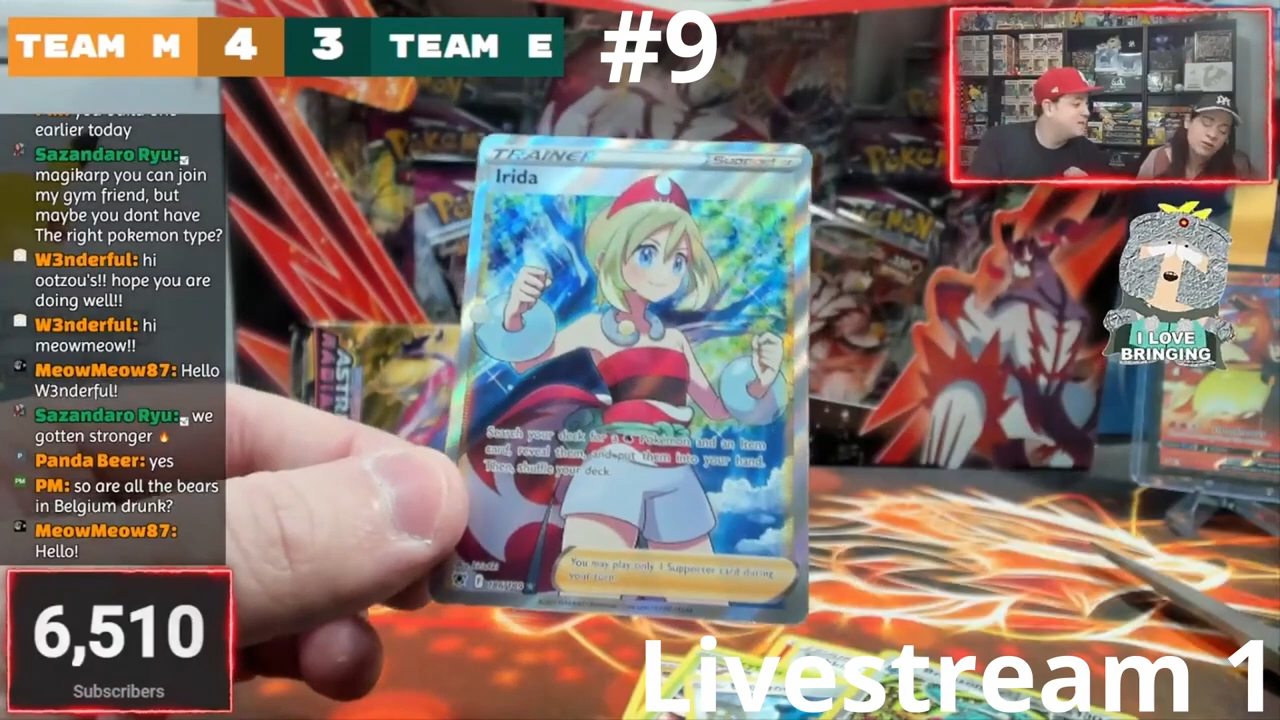 TEAM M 4 3 TEAM E
#9
earlier today
Sazandaro Ryu:
magikarp you can join
my gym friend, but
maybe you dont have
The right pokemon type?
W3nderful: hi
ootzou's!! hope you are
doing well!!
W3nderful: hi
meowmeow!!
MeowMeow87: Hello
W3nderful!
Sazandaro Ryu: we
gotten stronger
Panda Beer: yes
PM: so are all the bears
in Belgium drunk?
MeowMeow87:
Hello!
6,510
Subscribers
TRAINER Supporter
Irida
Search your deck for a Pokémon and an Item
card, reveal them, and put them into your hand.
Then, shuffle your deck.
You may play only 1 Supporter card during
your turn.
I LOVE
BRINGING
Livestream 1